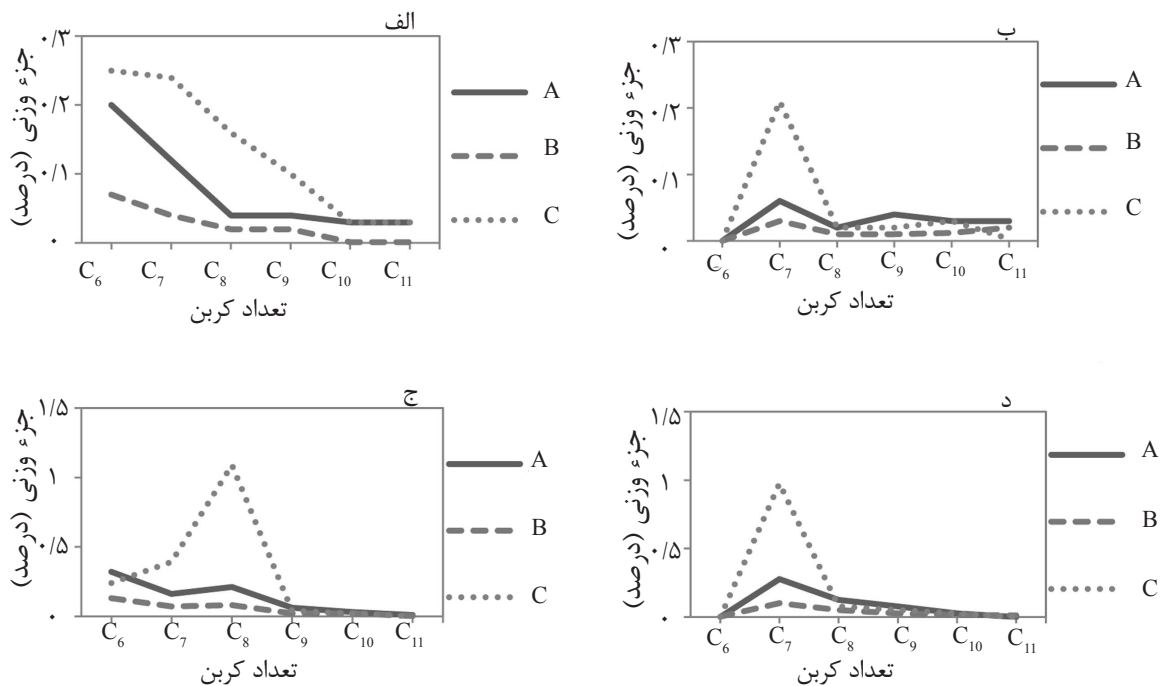 الف
جزء وزنی (درصد)
۰/۳
۰/۲
۰/۱
۰
C6 C7 C8 C9 C10 C11
تعداد کربن
A
B
C
ب
جزء وزنی (درصد)
۰/۳
۰/۲
۰/۱
۰
C6 C7 C8 C9 C10 C11
تعداد کربن
A
B
C
ج
جزء وزنی (درصد)
۱/۵
۱
۰/۵
۰
C6 C7 C8 C9 C10 C11
تعداد کربن
A
B
C
د
جزء وزنی (درصد)
۱/۵
۱
۰/۵
۰
C6 C7 C8 C9 C10 C11
تعداد کربن
A
B
C